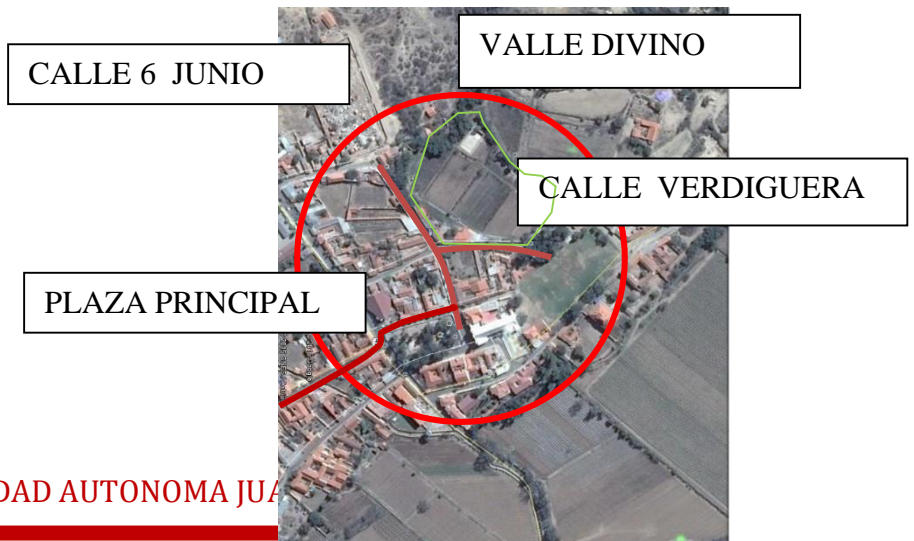 VALLE DIVINO
CALLE 6 JUNIO
CALLE VERDIGUERA
PLAZA PRINCIPAL
DAD AUTONOMA JUA